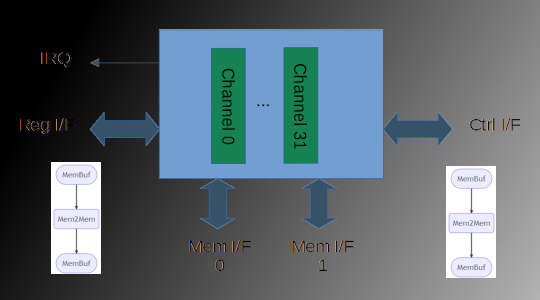 IRQ
Channel 0
...
Channel 31
Reg I/F
Ctrl I/F
MemBuf
Mem2Mem
MemBuf
Mem I/F
0
Mem I/F
1
MemBuf
Mem2Mem
MemBuf